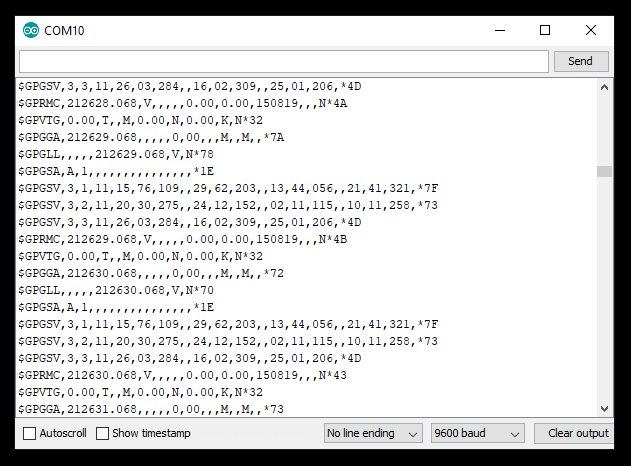 COM10
Send
$GPGSV,3,3,11,26,03,284,,16,02,309,,25,01,206,*4D
$GPRMC,212628.068,V,,,,,0.00,0.00,150819,,,N*4A
$GPVTG,0.00,T,,M,0.00,N,0.00,K,N*32
$GPGGA,212629.068,,,,,0,00,,,M,,M,,*7A
$GPGLL,,,,,212629.068,V,N*78
$GPGSA,A,1,,,,,,,,,,,,,,,*1E
$GPGSV,3,1,11,15,76,109,,29,62,203,,13,44,056,,21,41,321,*7F
$GPGSV,3,2,11,20,30,275,,24,12,152,,02,11,115,,10,11,258,*73
$GPGSV,3,3,11,26,03,284,,16,02,309,,25,01,206,*4D
$GPRMC,212629.068,V,,,,,0.00,0.00,150819,,,N*4B
$GPVTG,0.00,T,,M,0.00,N,0.00,K,N*32
$GPGGA,212630.068,,,,,0,00,,,M,,M,,*72
$GPGLL,,,,,212630.068,V,N*70
$GPGSA,A,1,,,,,,,,,,,,,,,*1E
$GPGSV,3,1,11,15,76,109,,29,62,203,,13,44,056,,21,41,321,*7F
$GPGSV,3,2,11,20,30,275,,24,12,152,,02,11,115,,10,11,258,*73
$GPGSV,3,3,11,26,03,284,,16,02,309,,25,01,206,*4D
$GPRMC,212630.068,V,,,,,0.00,0.00,150819,,,N*43
$GPVTG,0.00,T,,M,0.00,N,0.00,K,N*32
$GPGGA,212631.068,,,,,0,00,,,M,,M,,*73
Autoscroll Show timestamp No line ending 9600 baud Clear output